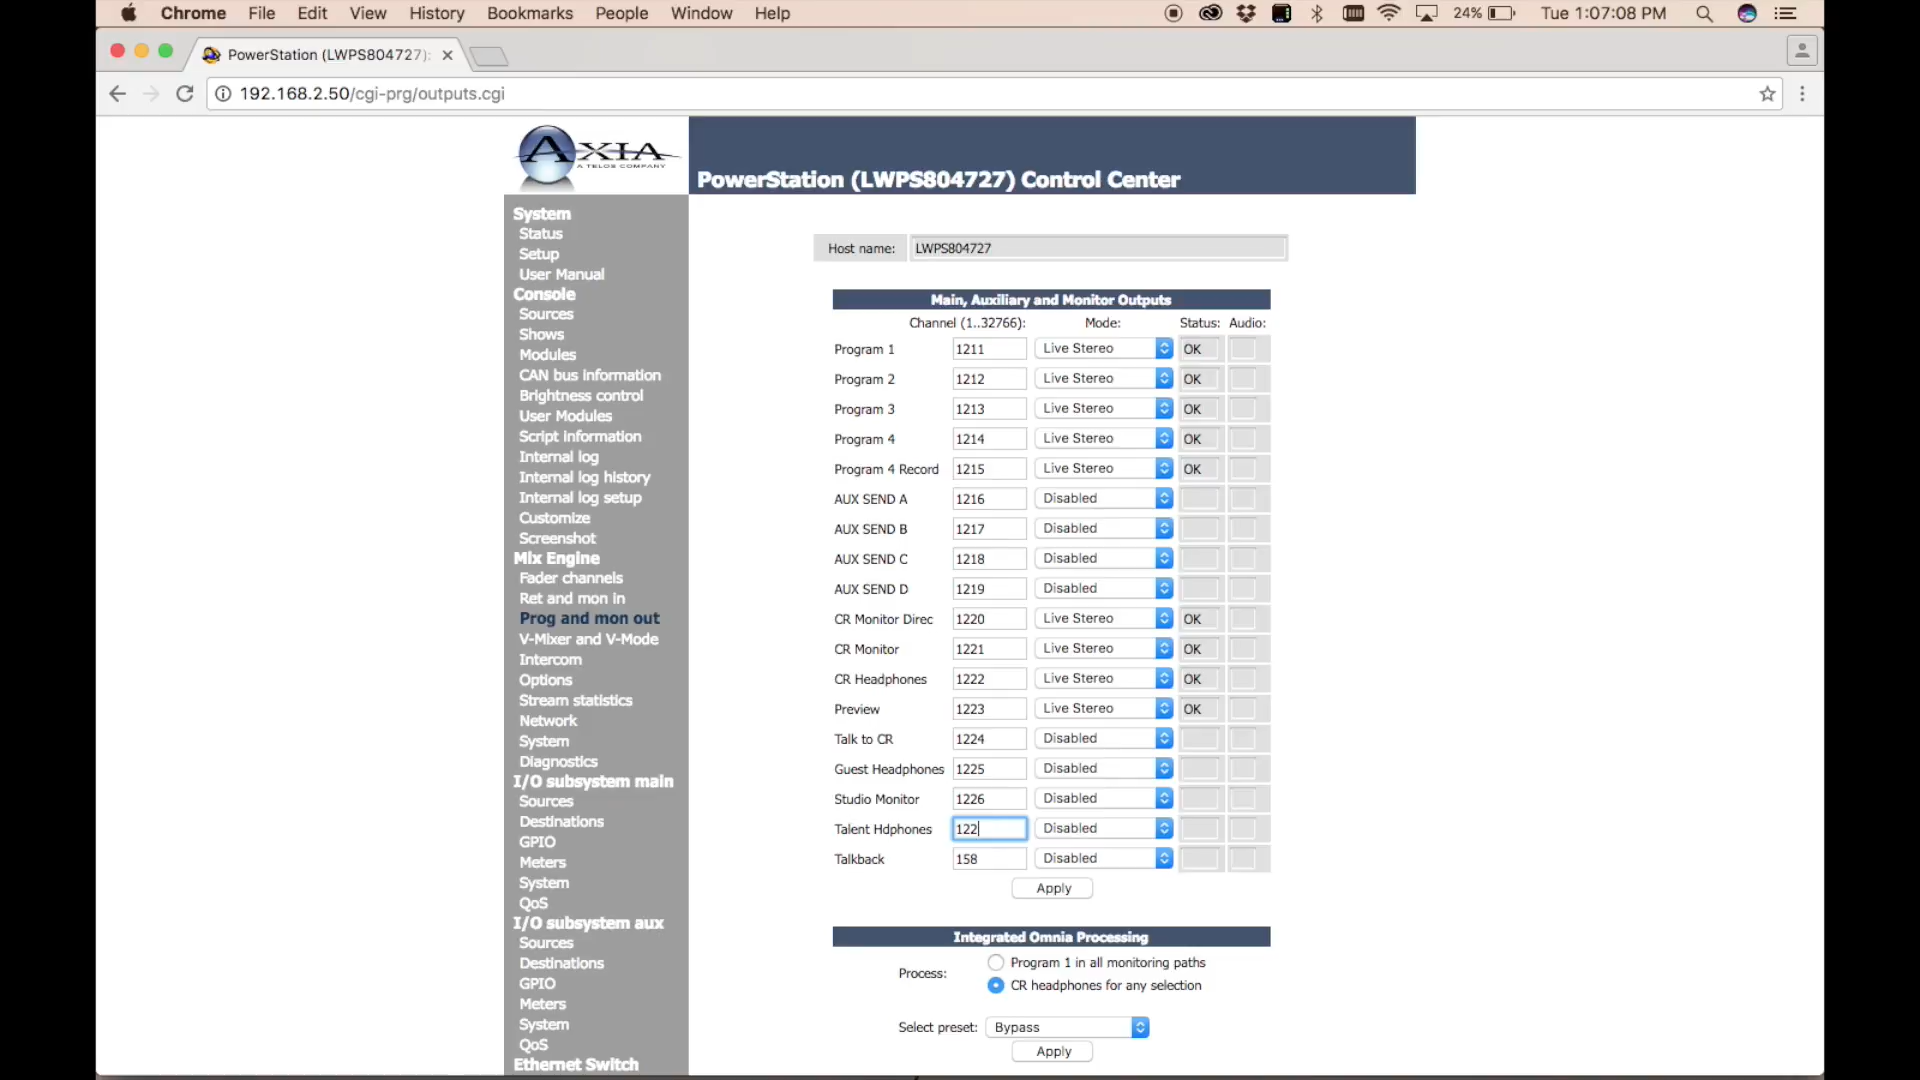 Chrome File Edit View History Bookmarks People Window Help 24% Tue 1:07:08 PM
PowerStation (LWPS804727):
192.168.2.50/cgi-prg/outputs.cgi
AXIA
A TELOS COMPANY
PowerStation (LWPS804727) Control Center
System
Status
Setup
User Manual
Console
Sources
Shows
Modules
CAN bus information
Brightness control
User Modules
Script information
Internal log
Internal log history
Internal log setup
Customize
Screenshot
Mix Engine
Fader channels
Ret and mon in
Prog and mon out
V-Mixer and V-Mode
Intercom
Options
Stream statistics
Network
System
Diagnostics
I/O subsystem main
Sources
Destinations
GPIO
Meters
System
QoS
I/O subsystem aux
Sources
Destinations
GPIO
Meters
System
QoS
Ethernet Switch
Host name: LWPS804727
Main, Auxiliary and Monitor Outputs
Channel (1..32766): Mode: Status: Audio:
Program 1 1211 Live Stereo OK
Program 2 1212 Live Stereo OK
Program 3 1213 Live Stereo OK
Program 4 1214 Live Stereo OK
Program 4 Record 1215 Live Stereo OK
AUX SEND A 1216 Disabled
AUX SEND B 1217 Disabled
AUX SEND C 1218 Disabled
AUX SEND D 1219 Disabled
CR Monitor Direc 1220 Live Stereo OK
CR Monitor 1221 Live Stereo OK
CR Headphones 1222 Live Stereo OK
Preview 1223 Live Stereo OK
Talk to CR 1224 Disabled
Guest Headphones 1225 Disabled
Studio Monitor 1226 Disabled
Talent Hdphones 122 Disabled
Talkback 158 Disabled
Apply
Integrated Omnia Processing
Process: Program 1 in all monitoring paths
CR headphones for any selection
Select preset: Bypass
Apply